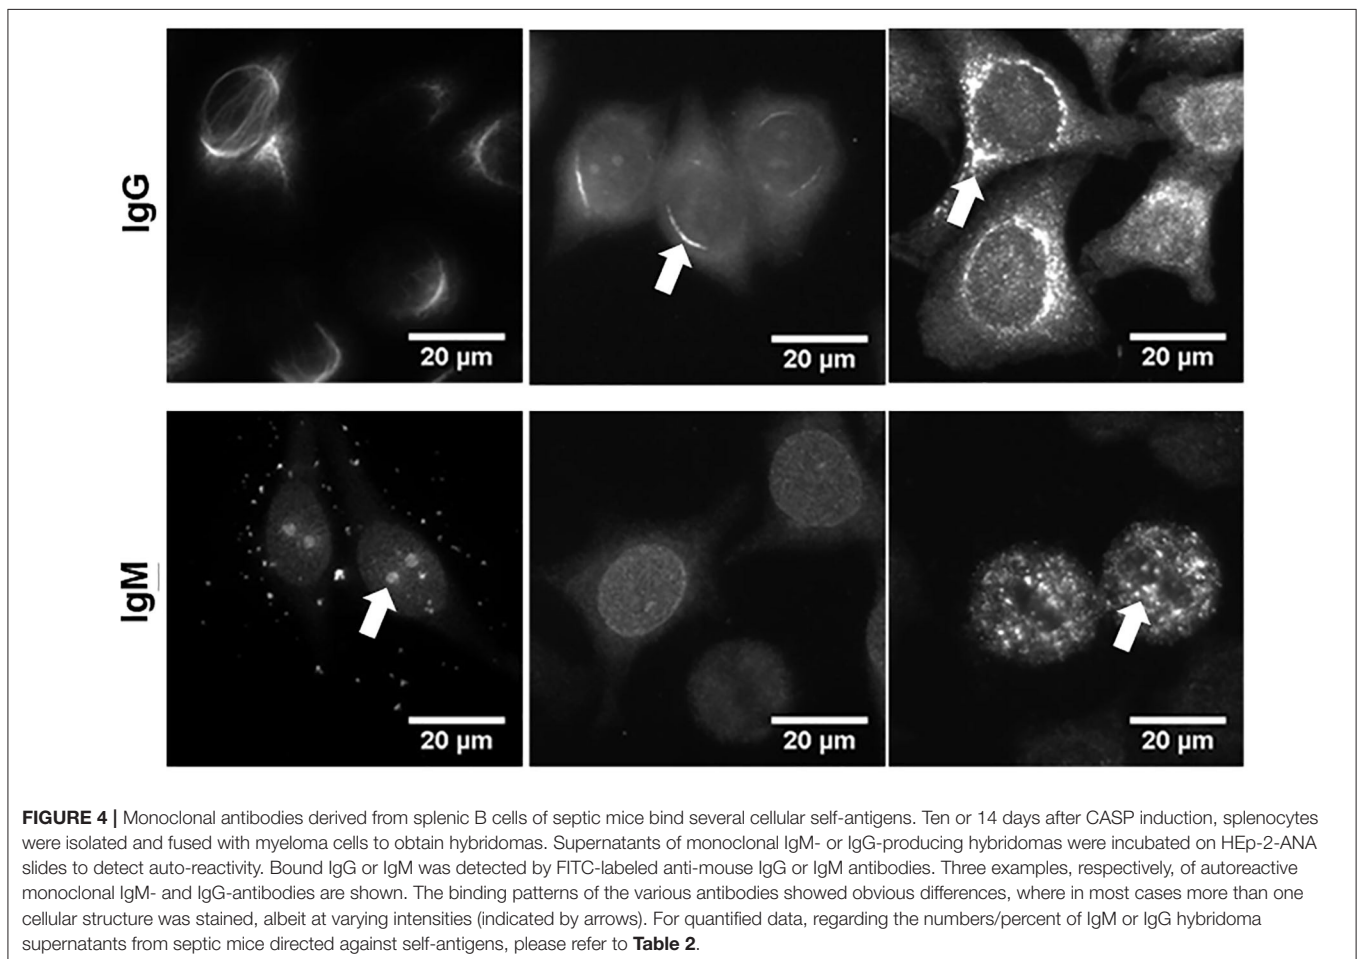 IgG
20 µm
20 µm
20 µm
IgM
20 µm
20 µm
20 µm
FIGURE 4 | Monoclonal antibodies derived from splenic B cells of septic mice bind several cellular self-antigens. Ten or 14 days after CASP induction, splenocytes
were isolated and fused with myeloma cells to obtain hybridomas. Supernatants of monoclonal IgM- or IgG-producing hybridomas were incubated on HEp-2-ANA
slides to detect auto-reactivity. Bound IgG or IgM was detected by FITC-labeled anti-mouse IgG or IgM antibodies. Three examples, respectively, of autoreactive
monoclonal IgM- and IgG-antibodies are shown. The binding patterns of the various antibodies showed obvious differences, where in most cases more than one
cellular structure was stained, albeit at varying intensities (indicated by arrows). For quantified data, regarding the numbers/percent of IgM or IgG hybridoma
supernatants from septic mice directed against self-antigens, please refer to Table 2.